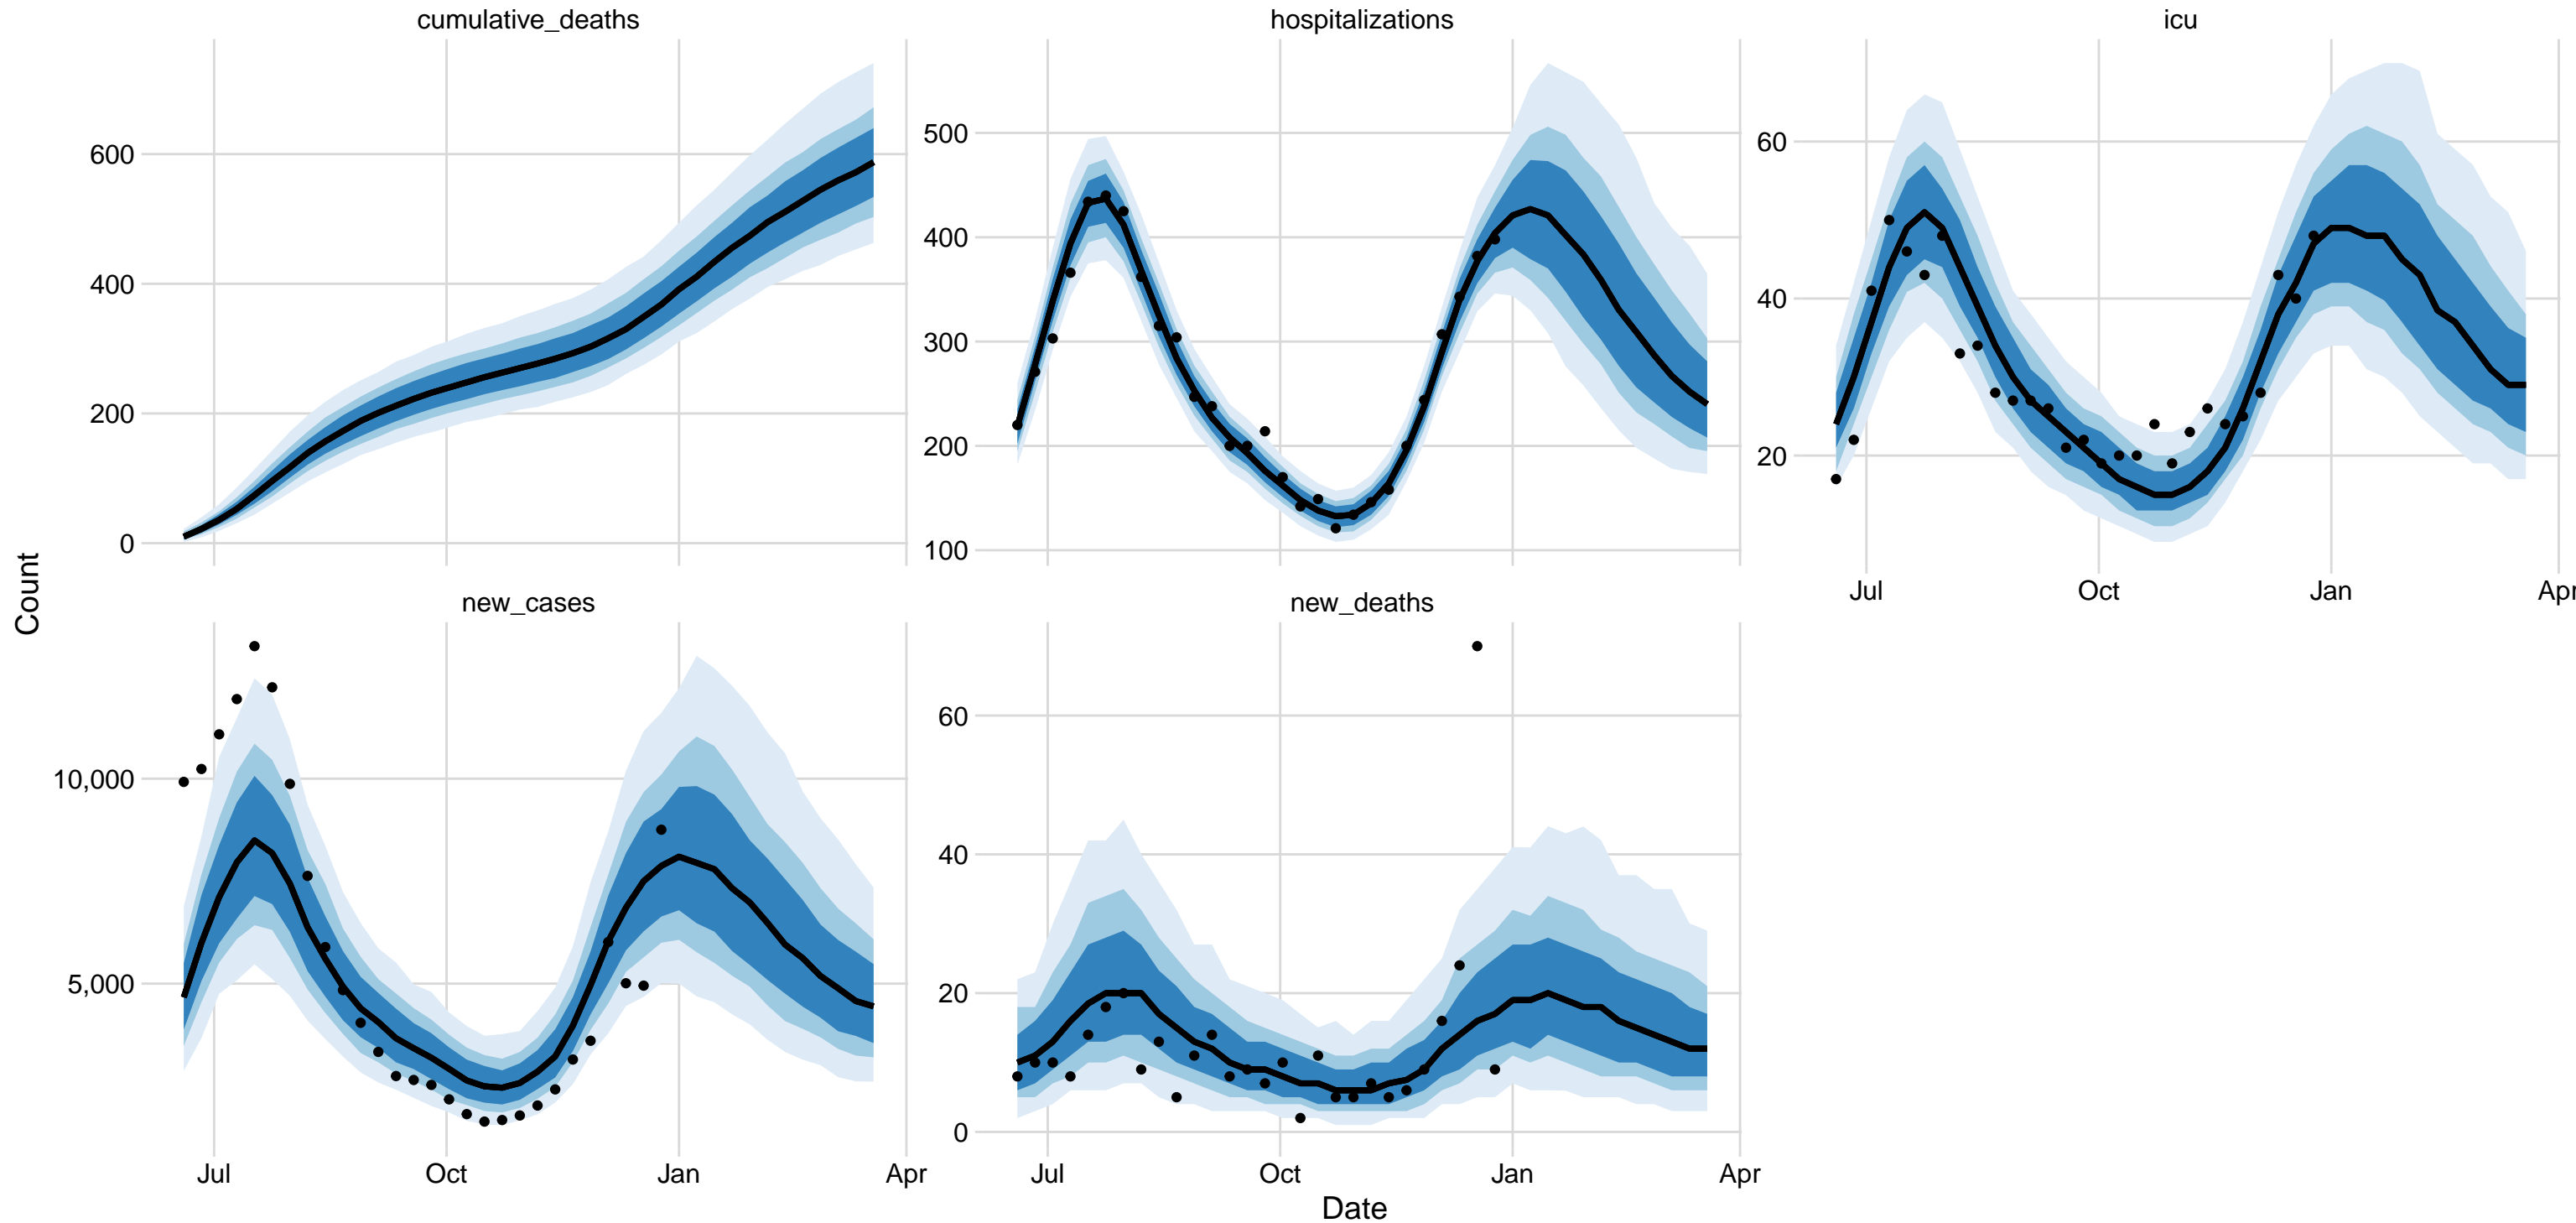 cumulative_deaths
hospitalizations
icu
600
400
200
0
500
400
300
200
100
60
40
20
Jul
Oct
Jan
Apr
Count
new_cases
new_deaths
10,000
5,000
60
40
20
0
Jul
Oct
Jan
Apr
Jul
Oct
Jan
Apr
Date